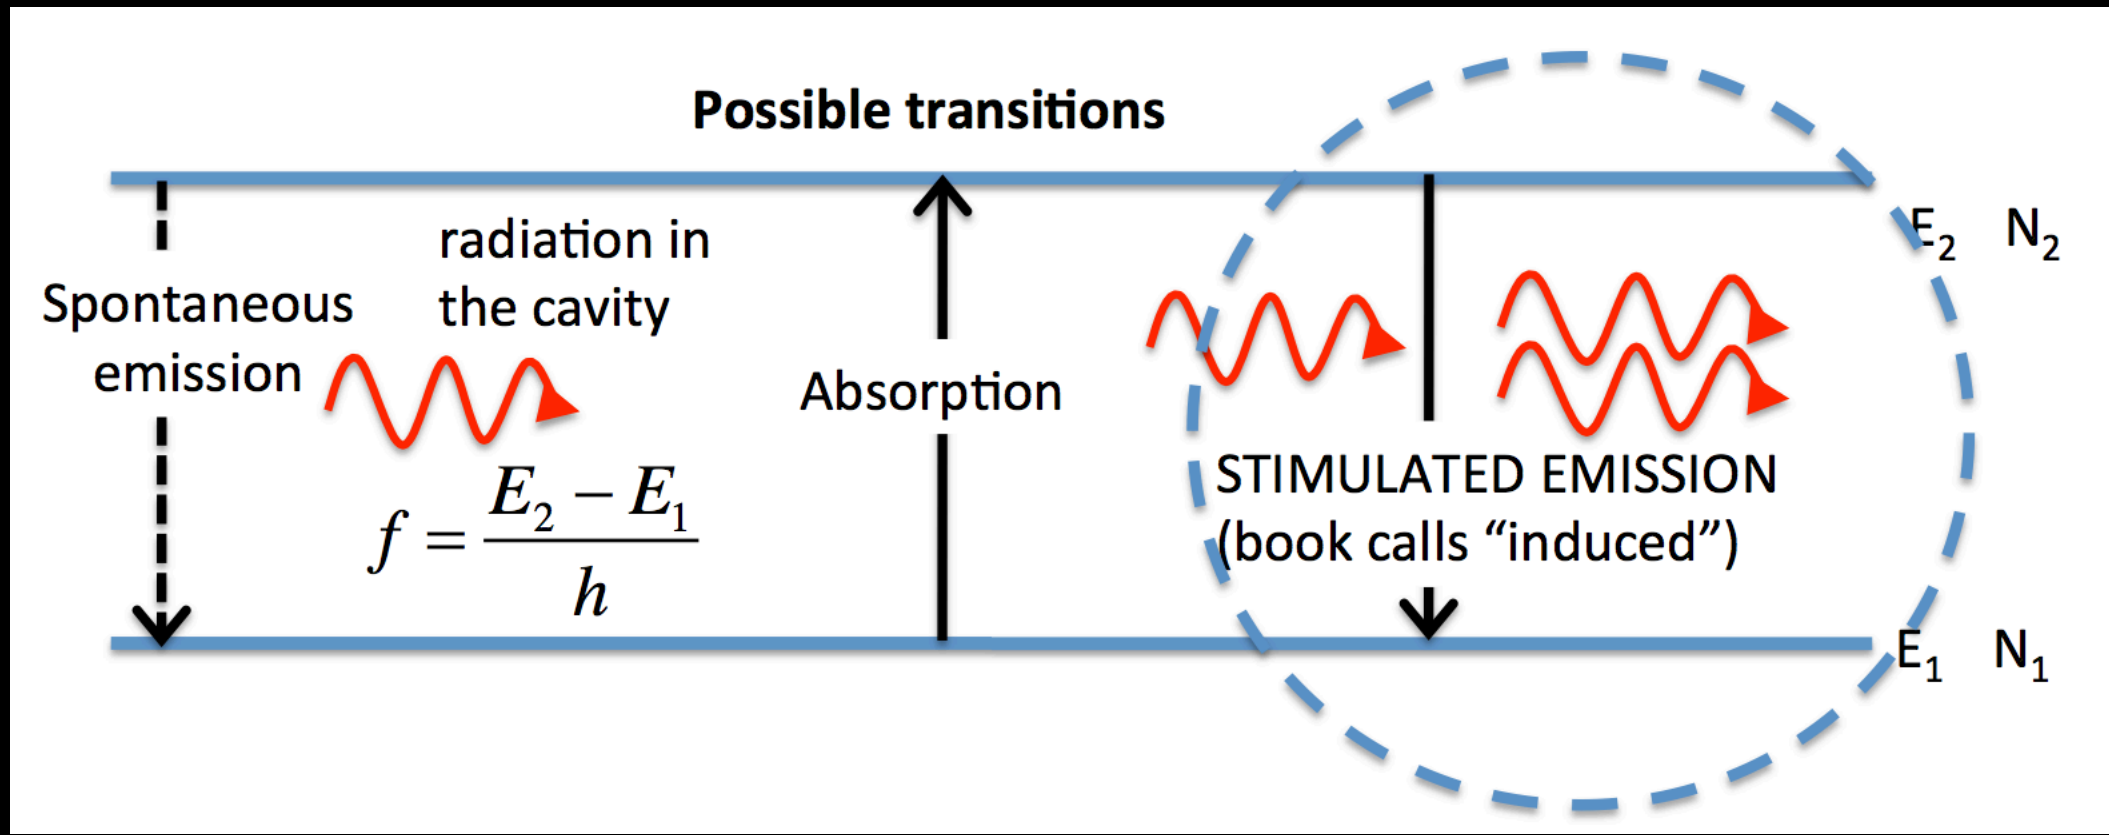 Possible transitions
Spontaneous
emission
radiation in
the cavity
f = (E₂ − E₁) / h
Absorption
STIMULATED EMISSION
(book calls “induced”)
E₂ N₂
E₁ N₁